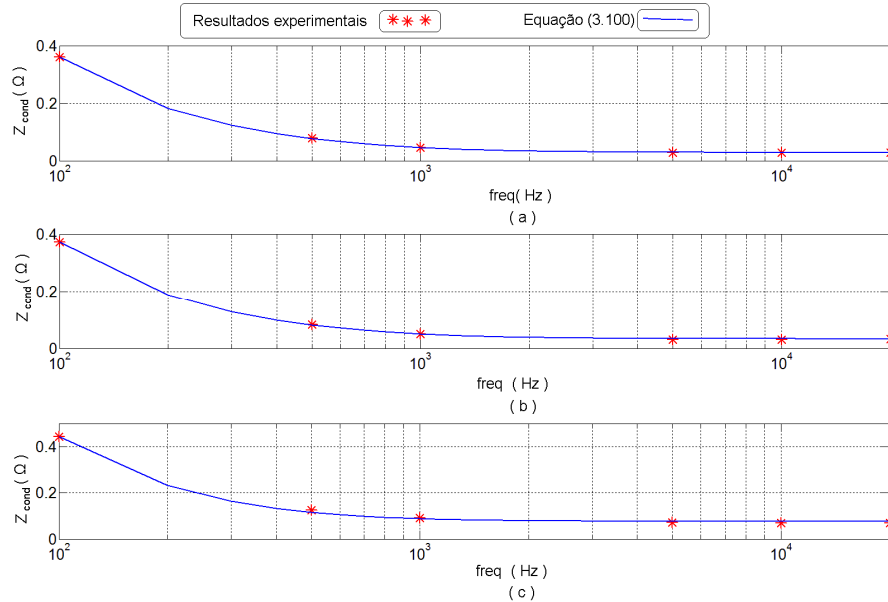 Resultados experimentais
Equação (3.100)
0.4
0.2
0
Z cond (Ω)
10^2
10^3
10^4
freq( Hz)
( a )
0.4
0.2
0
Z cond (Ω)
10^2
10^3
10^4
freq ( Hz )
( b )
0.4
0.2
0
Z cond (Ω)
10^2
10^3
10^4
freq ( Hz )
( c )